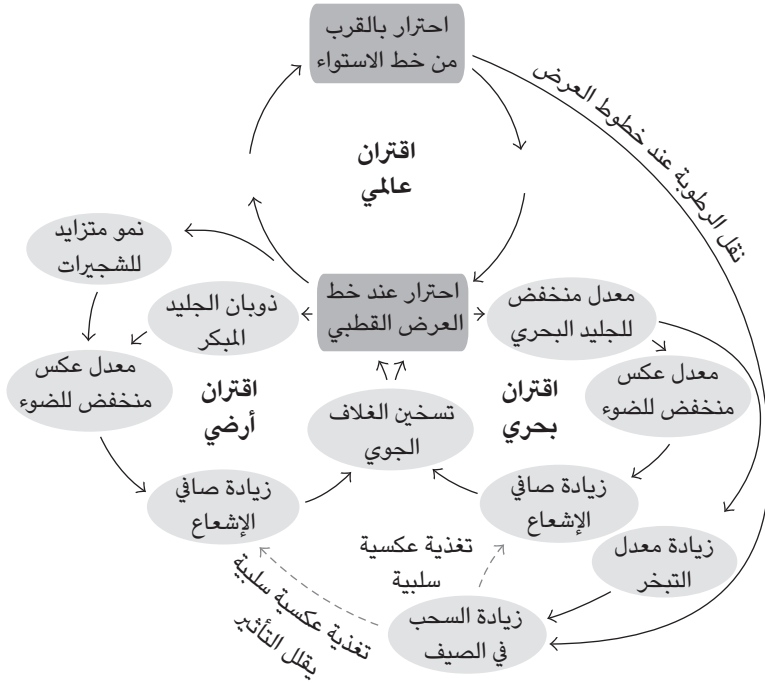 احترار بالقرب
من خط الاستواء
نقل الرطوبة عند خطوط العرض
اقتران
عالمي
نمو متزايد
للشجيرات
ذوبان الجليد
المبكر
احترار عند خط
العرض القطبي
معدل منخفض
للجليد البحري
معدل عكس
منخفض للضوء
اقتران
أرضي
تسخين الغلاف
الجوي
اقتران
بحري
معدل عكس
منخفض للضوء
زيادة صافي
الإشعاع
زيادة صافي
الإشعاع
تغذية عكسية
سلبية
زيادة معدل
التبخر
تغذية عكسية سلبية
يقلل التأثير
زيادة السحب
في الصيف